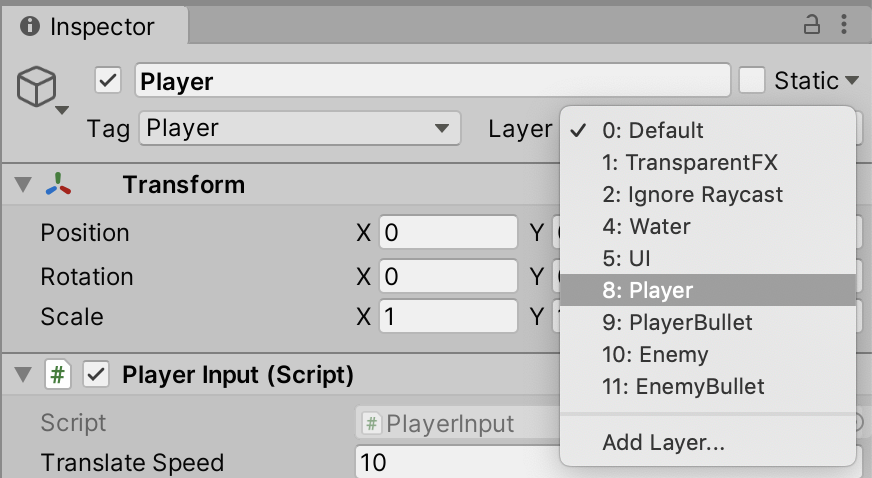 Inspector
Player
Static
Tag Player Layer
0: Default
1: TransparentFX
2: Ignore Raycast
4: Water
5: UI
8: Player
9: PlayerBullet
10: Enemy
11: EnemyBullet
Add Layer...
Transform
Position X 0 Y
Rotation X 0 Y
Scale X 1 Y
# Player Input (Script)
Script # PlayerInput
Translate Speed 10